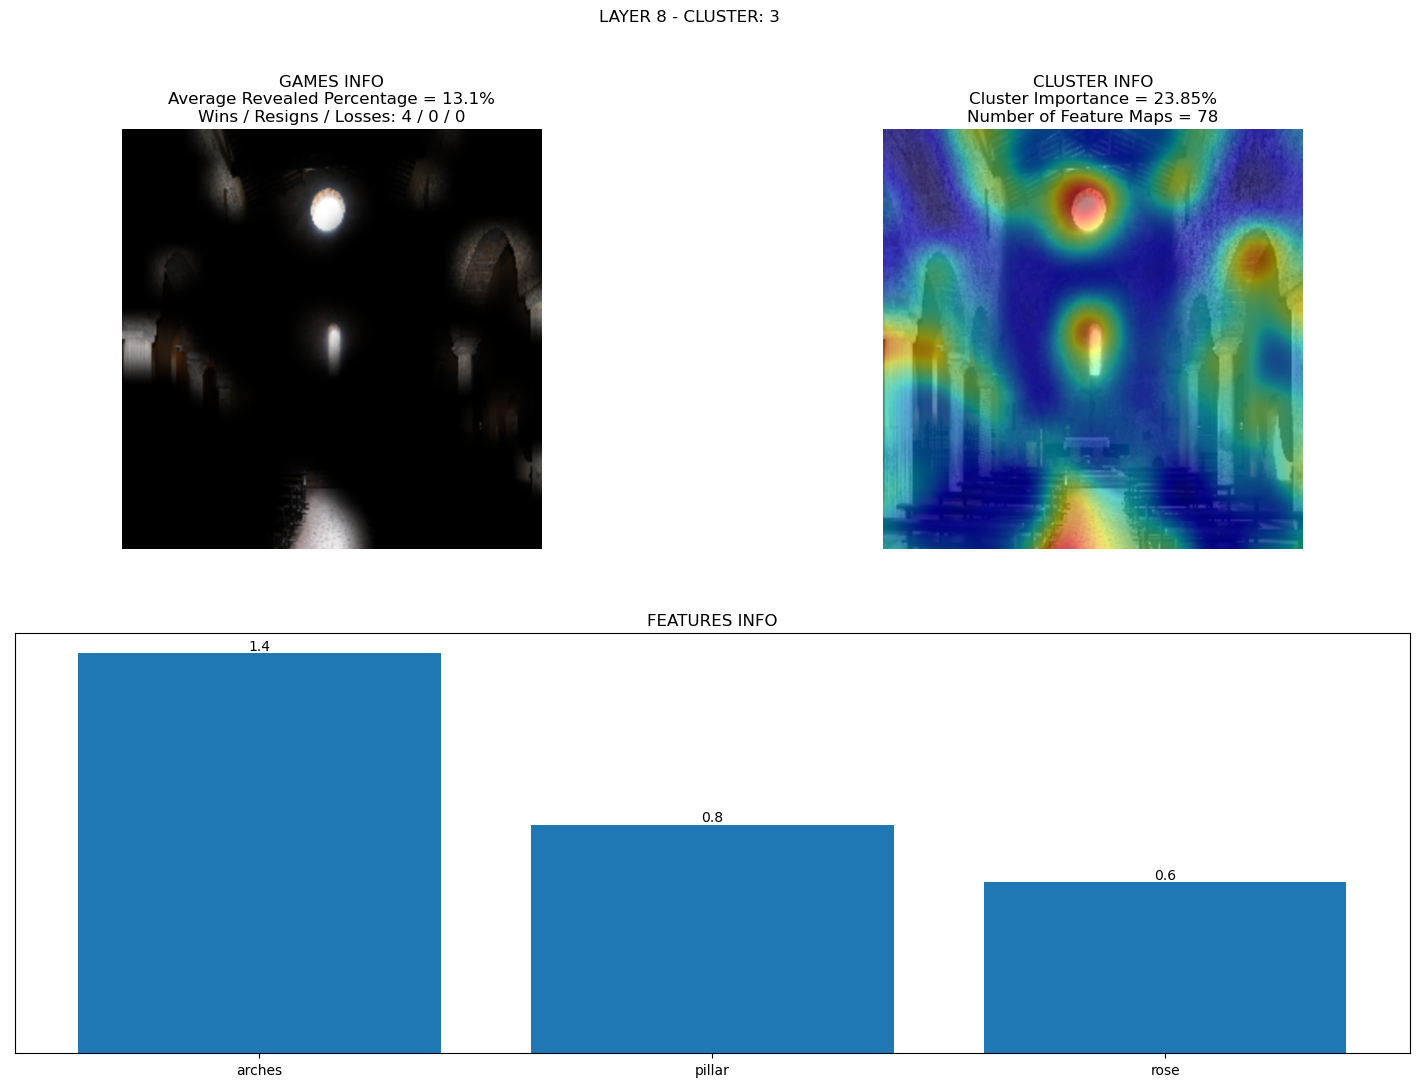 LAYER 8 - CLUSTER: 3
GAMES INFO
Average Revealed Percentage = 13.1%
Wins / Resigns / Losses: 4 / 0 / 0
CLUSTER INFO
Cluster Importance = 23.85%
Number of Feature Maps = 78
FEATURES INFO
1.4
0.8
0.6
arches
pillar
rose